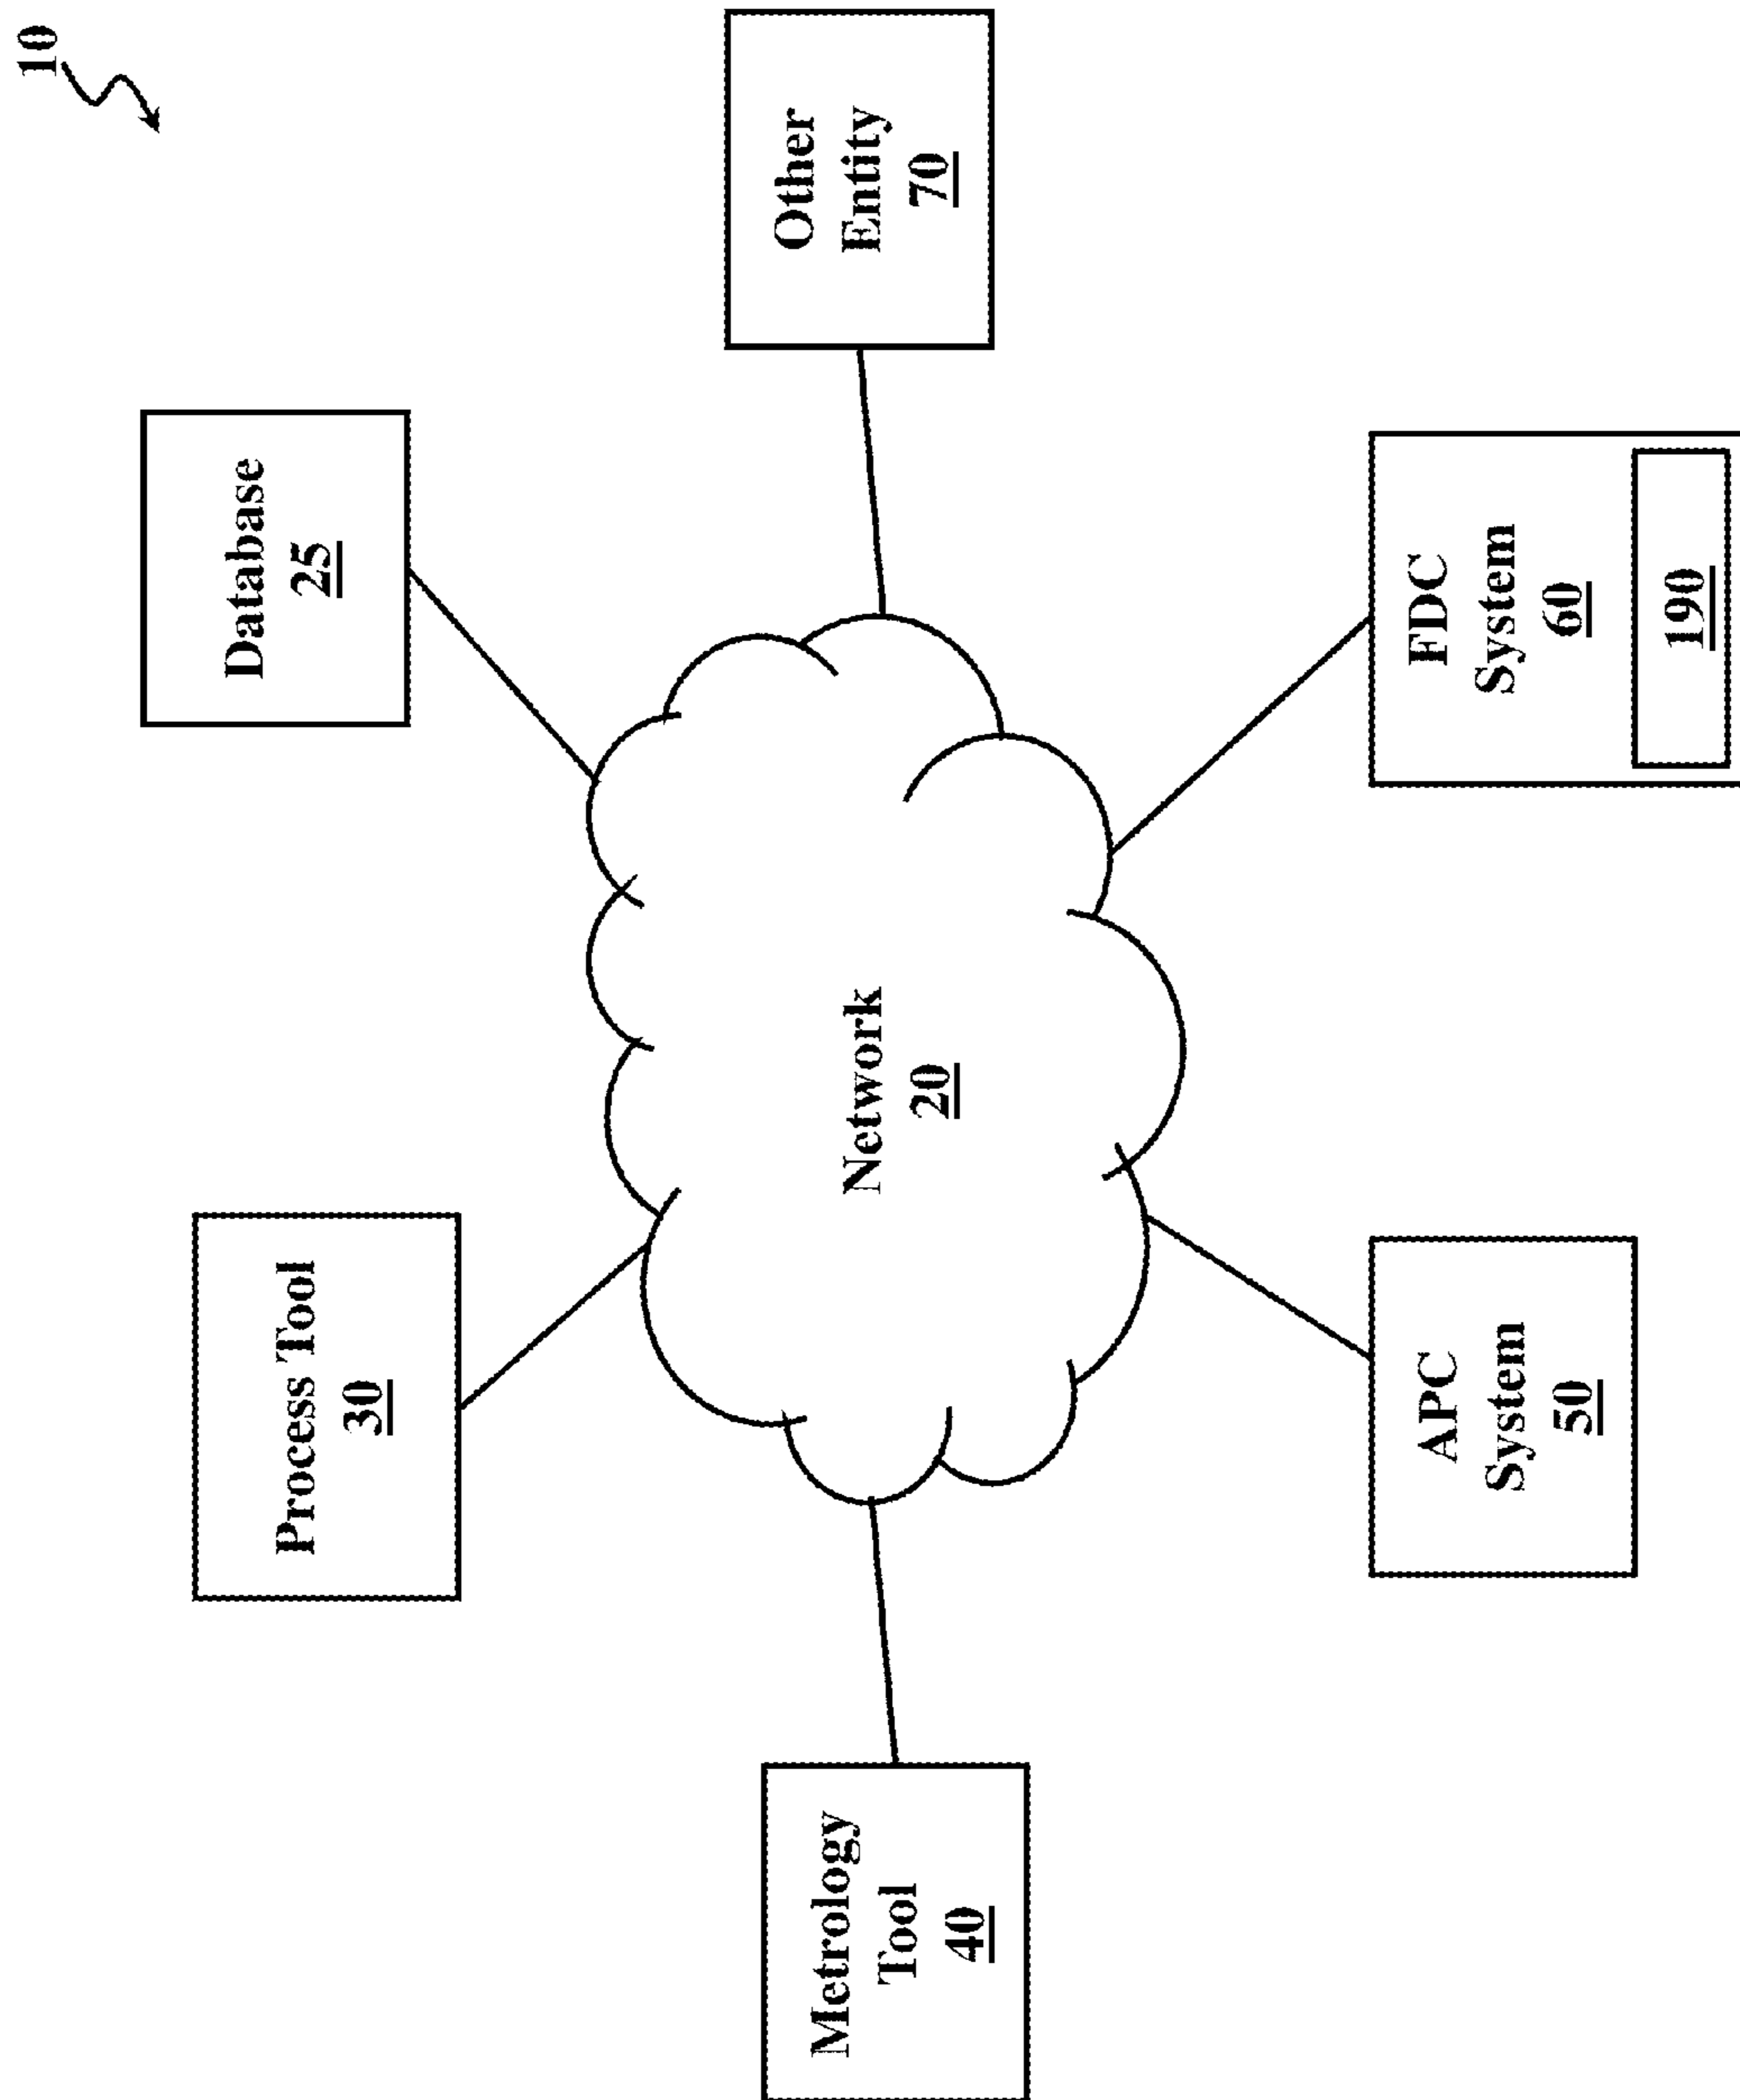 10
Process Tool
30
Database
25
Metrology
Tool
40
Network
20
Other
Entity
70
APC
System
50
FDC
System
60
190